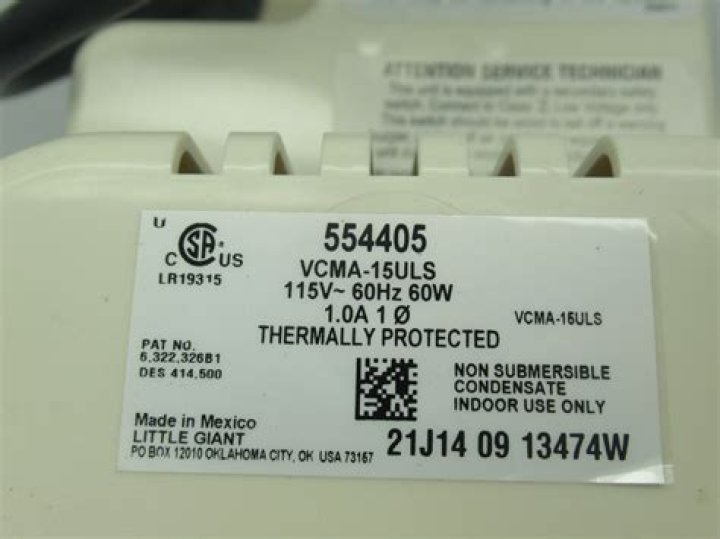 ATTENTION SERVICE TECHNICIAN
This unit is equipped with a secondary safety
switch. Connect to Class 2, Low Voltage only.
This switch should be wired to set off a warning
U
CSA
C US
LR19315
554405
VCMA-15ULS
115V~ 60Hz 60W
1.0A 1 Ø
THERMALLY PROTECTED
VCMA-15ULS
PAT NO.
6,322,326B1
DES 414,500
NON SUBMERSIBLE
CONDENSATE
INDOOR USE ONLY
Made in Mexico
LITTLE GIANT
PO BOX 12010 OKLAHOMA CITY, OK USA 73157
21J14 09 13474W